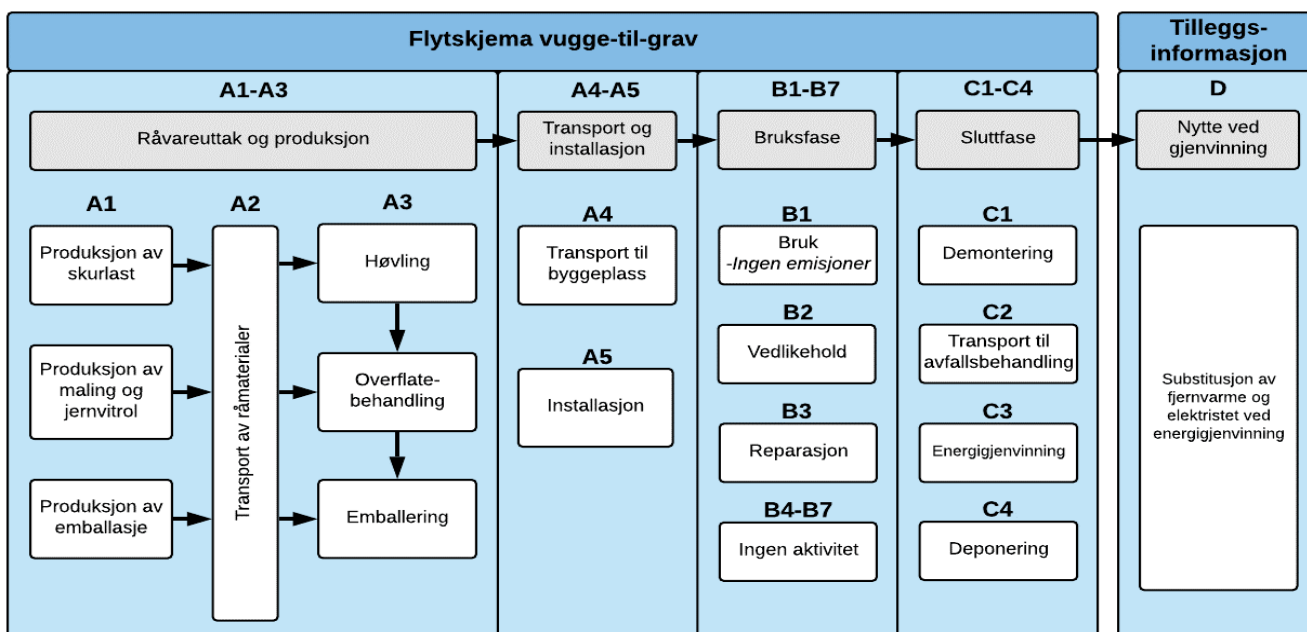 Flytskjema vugge-til-grav
Tilleggs-
informasjon
A1-A3
Råvareuttak og produksjon
A4-A5
Transport og
installasjon
B1-B7
Bruksfase
C1-C4
Sluttfase
D
Nytte ved
gjenvinning
A1
Produksjon av
skurlast
Produksjon av
maling og
jernvitrol
Produksjon av
emballasje
A2
Transport av råmaterialer
A3
Høvling
Overflate-
behandling
Emballering
A4
Transport til
byggeplass
A5
Installasjon
B1
Bruk
-Ingen emisjoner
B2
Vedlikehold
B3
Reparasjon
B4-B7
Ingen aktivitet
C1
Demontering
C2
Transport til
avfallsbehandling
C3
Energigjenvinning
C4
Deponering
Substitusjon av
fjernvarme og
elektristet ved
energigjenvinning